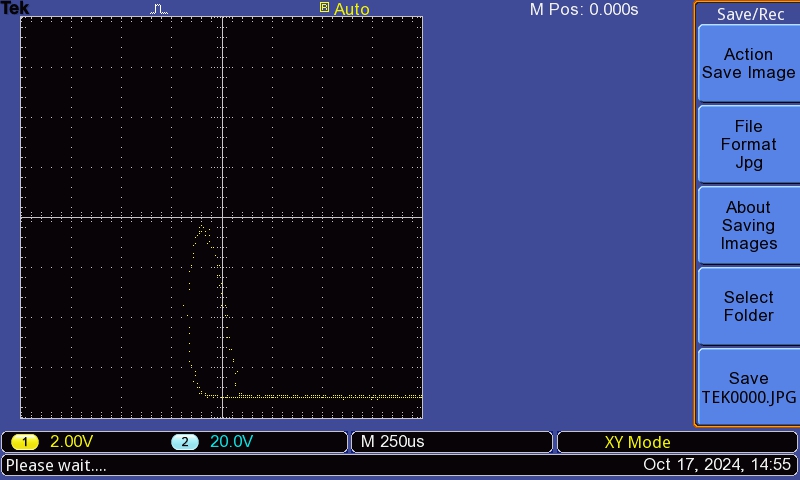 Tek
R Auto
M Pos: 0.000s
Save/Rec
Action
Save Image
File
Format
Jpg
About
Saving
Images
Select
Folder
Save
TEK0000.JPG
1 2.00V
2 20.0V
M 250us
XY Mode
Please wait....
Oct 17, 2024, 14:55